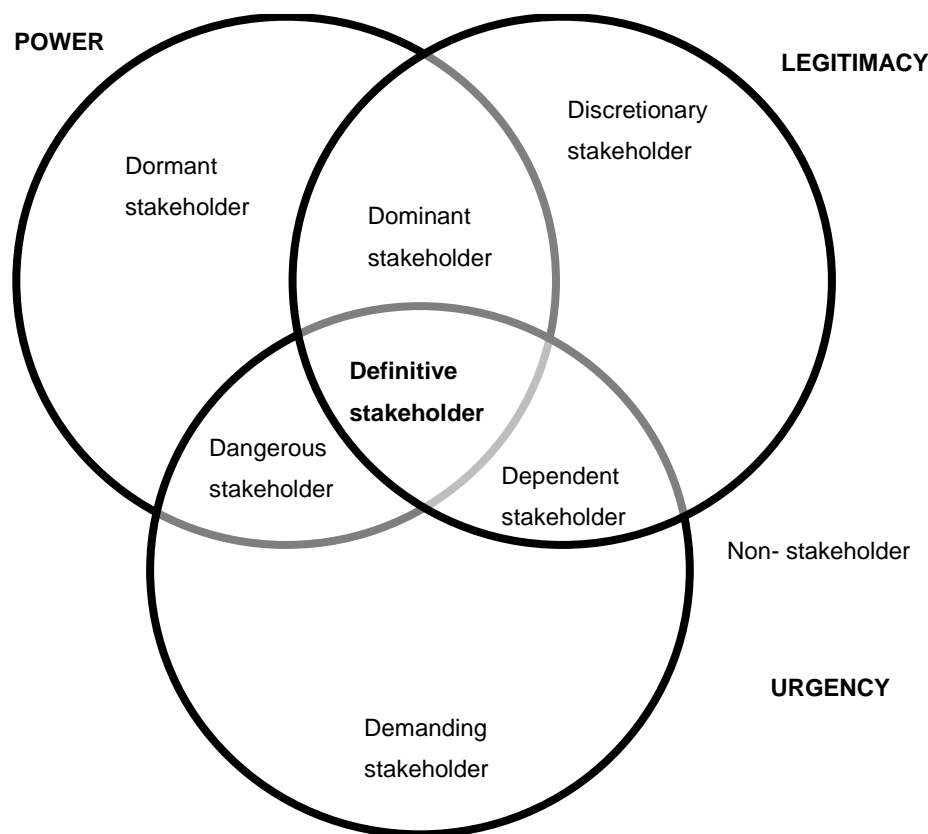 POWER
LEGITIMACY
Discretionary
stakeholder
Dormant
stakeholder
Dominant
stakeholder
Definitive
stakeholder
Dangerous
stakeholder
Dependent
stakeholder
Non- stakeholder
URGENCY
Demanding
stakeholder